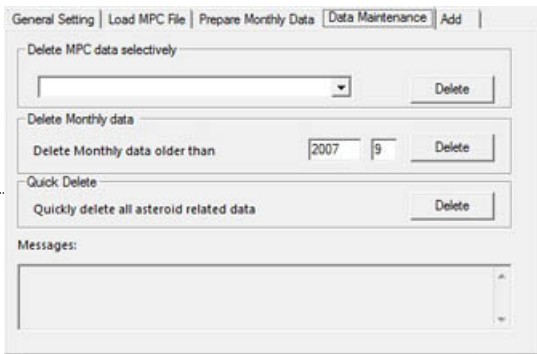 General Setting Load MPC File Prepare Monthly Data Data Maintenance Add
Delete MPC data selectively
Delete
Delete Monthly data
Delete Monthly data older than 2007 9 Delete
Quick Delete
Quickly delete all asteroid related data Delete
Messages: